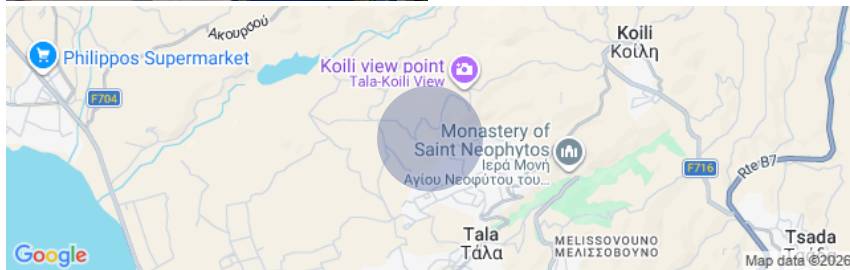 Ακουρσού
Koili
Κοίλη
Philippos Supermarket
Koili view point
Tala-Koili View
F704
Monastery of
Saint Neophytos
Ιερά Μονή
Αγίου Νεοφύτου του...
F716
Rte B7
Tala
Τάλα
MELISSOVOUNO
ΜΕΛΙΣΣΟΒΟΥΝΟ
Tsada
Google
Map data ©2026